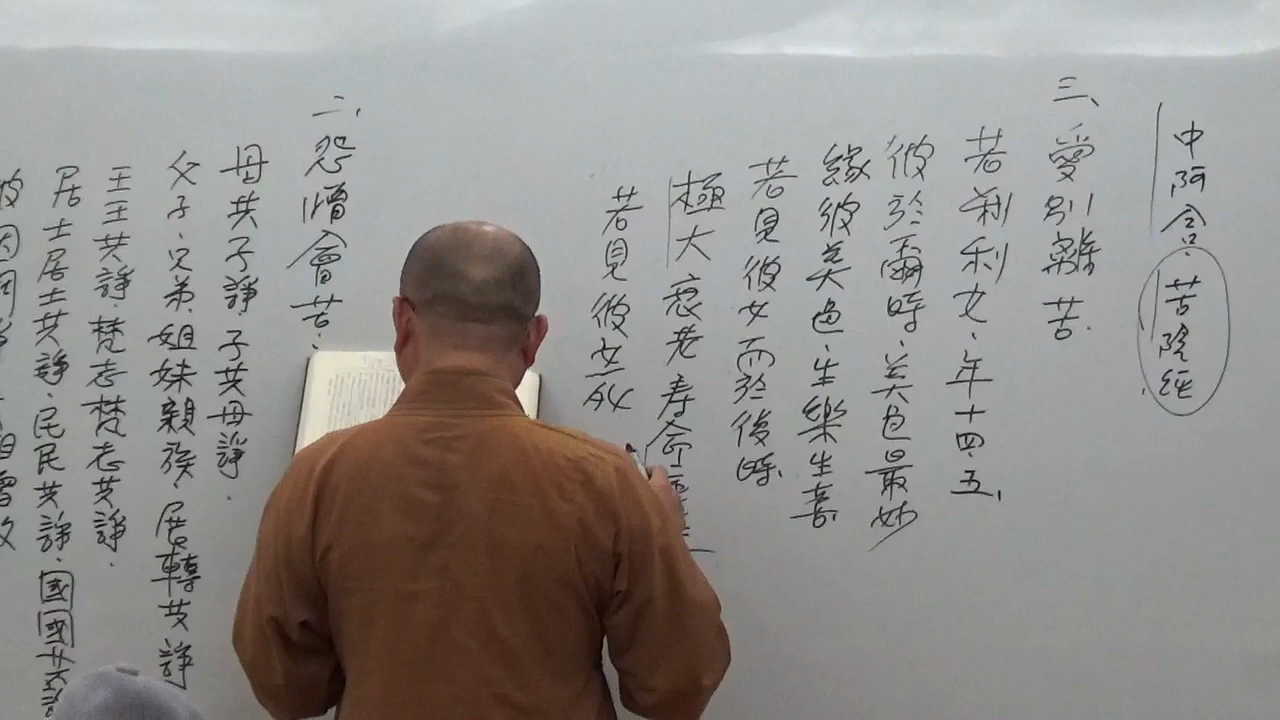 中阿含.苦陰經
三、愛別離苦.
若剎利女.年十四.五、
彼於爾時.美色最妙
緣彼美色.生樂生喜
若見彼女而於後時.
極大衰老壽命
若見彼女死
二、怨憎會苦.
母共子諍子共母諍.
父子.兄弟.姐妹親族.展轉共諍
王王共諍.梵志梵志共諍.
居士居士共諍.民民共諍.國國共諍
彼因